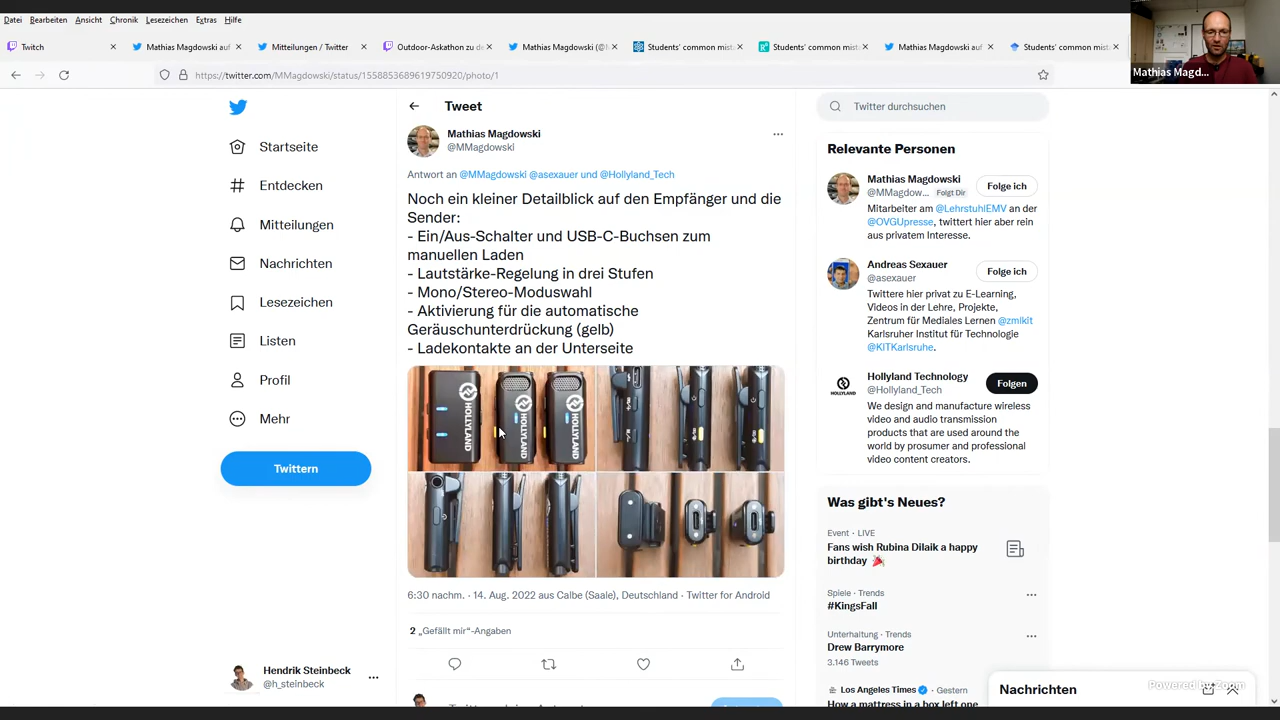 Datei Bearbeiten Ansicht Chronik Lesezeichen Extras Hilfe
Twitch
Mathias Magdowski auf
Mitteilungen / Twitter
Outdoor-Askathon zu de
Mathias Magdowski (@
Students' common mist
Students' common mist
Mathias Magdowski auf
Students' common mist
Mathias Magd...
https://twitter.com/MMagdowski/status/1558853689619750920/photo/1
Startseite
Entdecken
Mitteilungen
Nachrichten
Lesezeichen
Listen
Profil
Mehr
Twittern
Hendrik Steinbeck
@h_steinbeck
Tweet
Mathias Magdowski
@MMagdowski
Antwort an @MMagdowski @asexauer und @Hollyland_Tech
Noch ein kleiner Detailblick auf den Empfänger und die
Sender:
- Ein/Aus-Schalter und USB-C-Buchsen zum
manuellen Laden
- Lautstärke-Regelung in drei Stufen
- Mono/Stereo-Moduswahl
- Aktivierung für die automatische
Geräuschunterdrückung (gelb)
- Ladekontakte an der Unterseite
HOLLYLAND
HOLLYLAND
HOLLYLAND
6:30 nachm. · 14. Aug. 2022 aus Calbe (Saale), Deutschland · Twitter for Android
2 „Gefällt mir“-Angaben
Twitter durchsuchen
Relevante Personen
Mathias Magdowski
@MMagdow... Folgt Dir
Folge ich
Mitarbeiter am @LehrstuhlEMV an der
@OVGUpresse, twittert hier aber rein
aus privatem Interesse.
Andreas Sexauer
@asexauer
Folge ich
Twittere hier privat zu E-Learning,
Videos in der Lehre, Projekte,
Zentrum für Mediales Lernen @zmlkit
Karlsruher Institut für Technologie
@KITKarlsruhe.
Hollyland Technology
@Hollyland_Tech
Folgen
HOLLYLAND
We design and manufacture wireless
video and audio transmission
products that are used around the
world by prosumer and professional
video content creators.
Was gibt's Neues?
Event · LIVE
Fans wish Rubina Dilaik a happy
birthday
Spiele · Trends
#KingsFall
Unterhaltung · Trends
Drew Barrymore
3.146 Tweets
Los Angeles Times · Gestern
How a mattress in a box left one
Nachrichten
Powered by Zoom